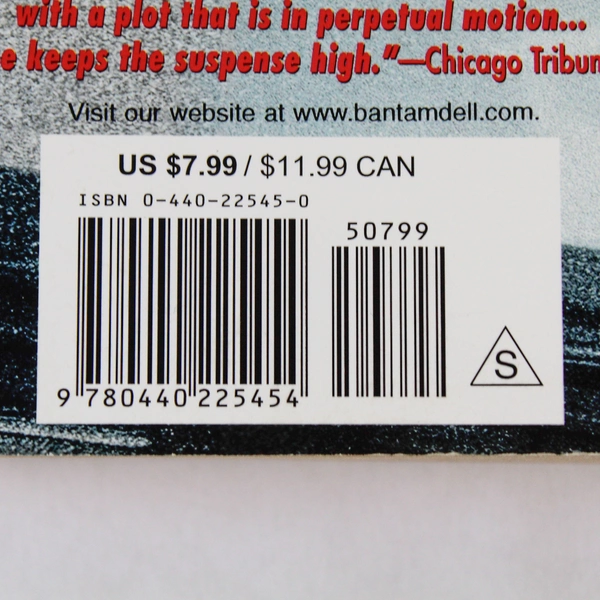 with a plot that is in perpetual motion...
keeps the suspense high."—Chicago
Visit our website at www.bantamdell.com.
US $7.99 / $11.99 CAN
ISBN 0-440-22545-0
50799
9 780440 225454
S